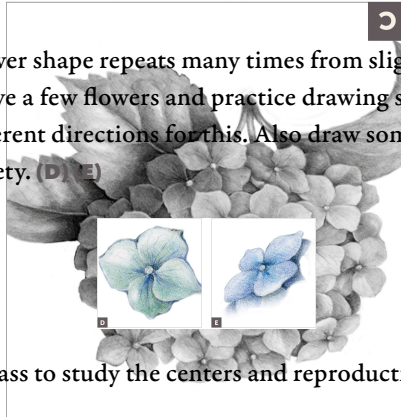 C
ver shape repeats many times from slig
ve a few flowers and practice drawing s
erent directions for this. Also draw som
ety. (D) (E)
D
E
ass to study the centers and reproducti